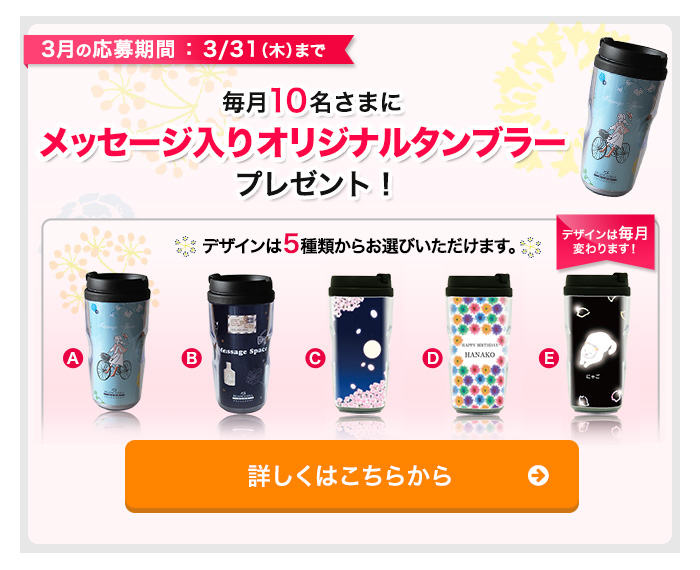 3月の応募期間 : 3/31(木)まで
毎月10名さまに
メッセージ入りオリジナルタンブラー
プレゼント！
デザインは5種類からお選びいただけます。
デザインは毎月
変わります!
A
B
Message Space
C
D
HAPPY BIRTHDAY
HANAKO
E
にゃご
詳しくはこちらから